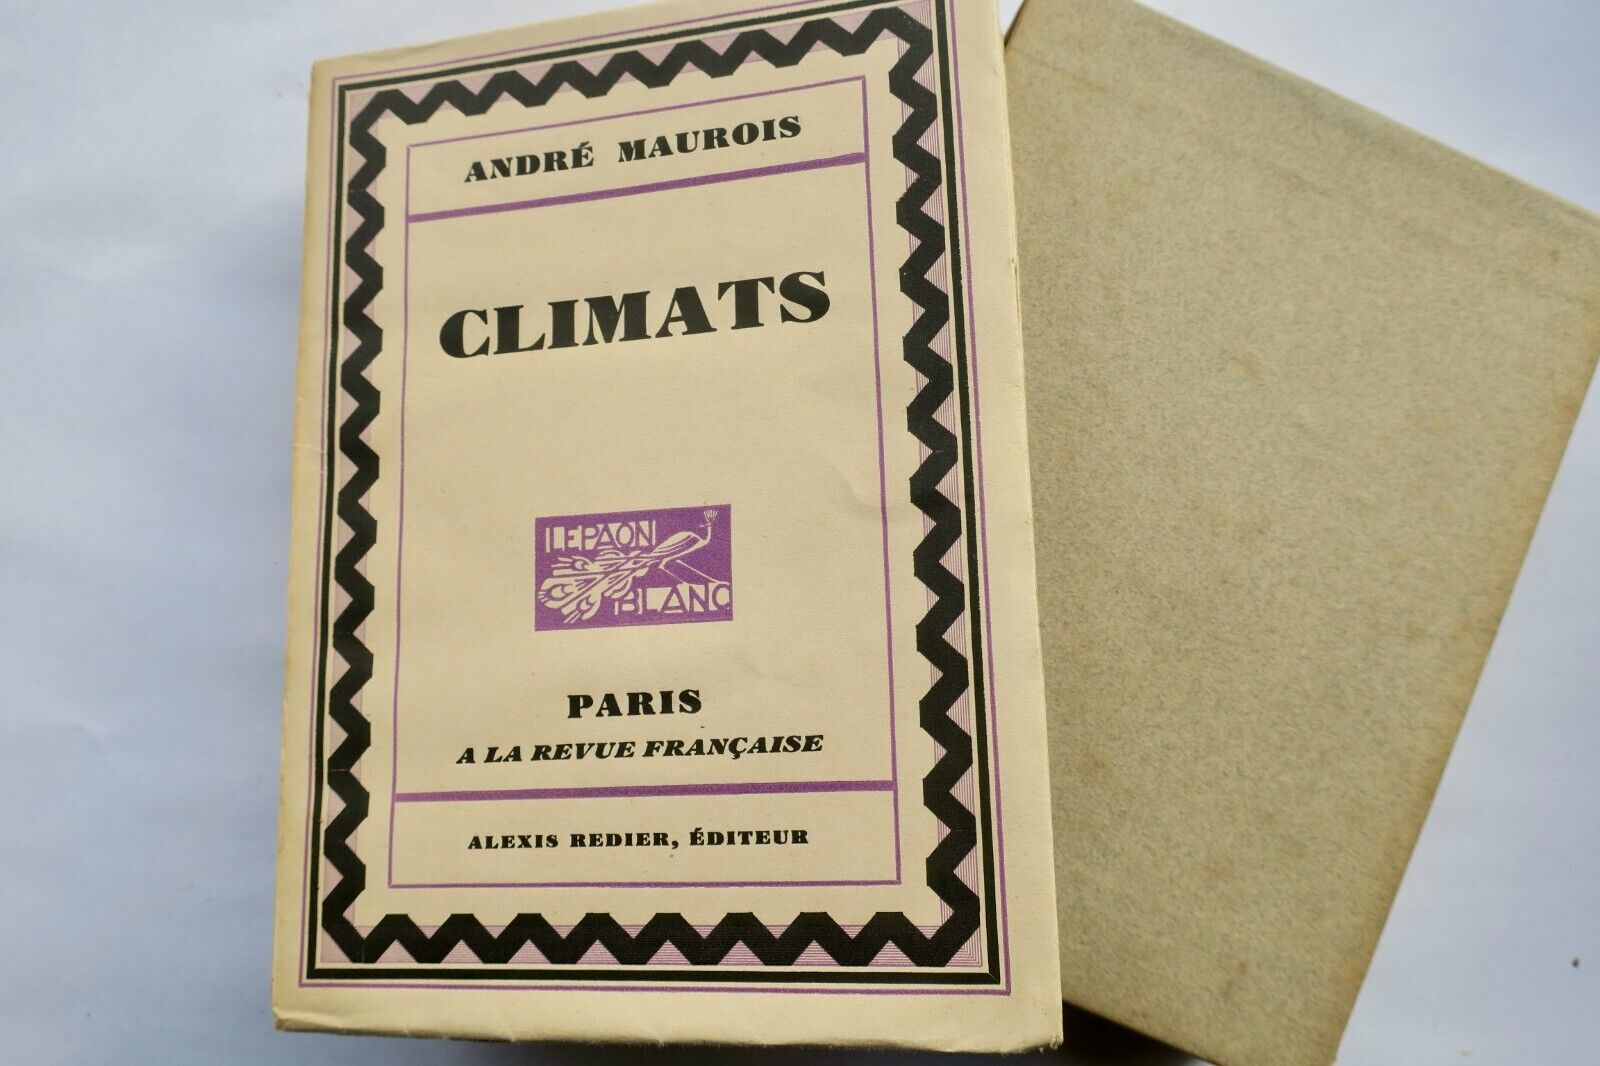 ANDRÉ MAUROIS
CLIMATS
LE PAON
BLANC
PARIS
A LA REVUE FRANÇAISE
ALEXIS REDIER, ÉDITEUR